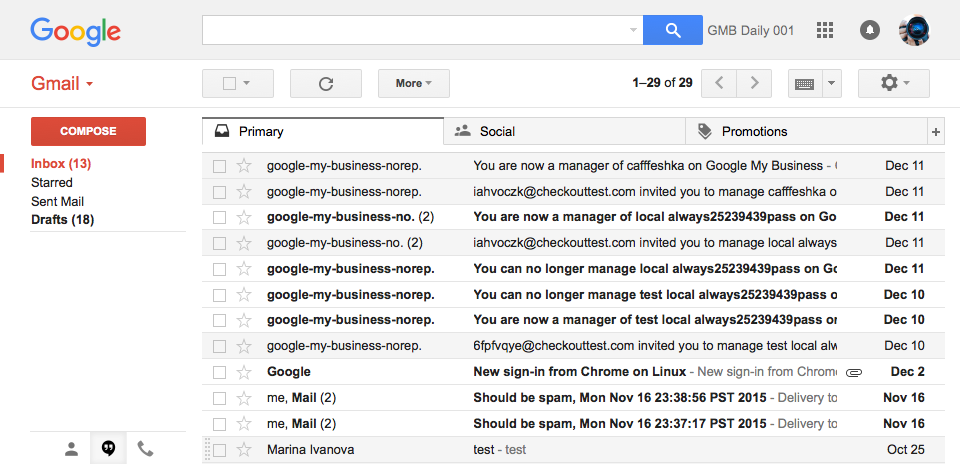 Google
GMB Daily 001
Gmail
More
1–29 of 29
COMPOSE
Inbox (13)
Starred
Sent Mail
Drafts (18)
Primary
Social
Promotions
+
google-my-business-norep. You are now a manager of cafffeshka on Google My Business - Dec 11
google-my-business-norep. iahvoczk@checkouttest.com invited you to manage cafffeshka o Dec 11
google-my-business-no. (2) You are now a manager of local always25239439pass on Go Dec 11
google-my-business-no. (2) iahvoczk@checkouttest.com invited you to manage local always Dec 11
google-my-business-norep. You can no longer manage local always25239439pass on Go Dec 11
google-my-business-norep. You can no longer manage test local always25239439pass o Dec 10
google-my-business-norep. You are now a manager of test local always25239439pass on Dec 10
google-my-business-norep. 6fpfvqye@checkouttest.com invited you to manage test local alw Dec 10
Google New sign-in from Chrome on Linux - New sign-in from Chrome Dec 2
me, Mail (2) Should be spam, Mon Nov 16 23:38:56 PST 2015 - Delivery to Nov 16
me, Mail (2) Should be spam, Mon Nov 16 23:37:17 PST 2015 - Delivery to Nov 16
Marina Ivanova test - test Oct 25